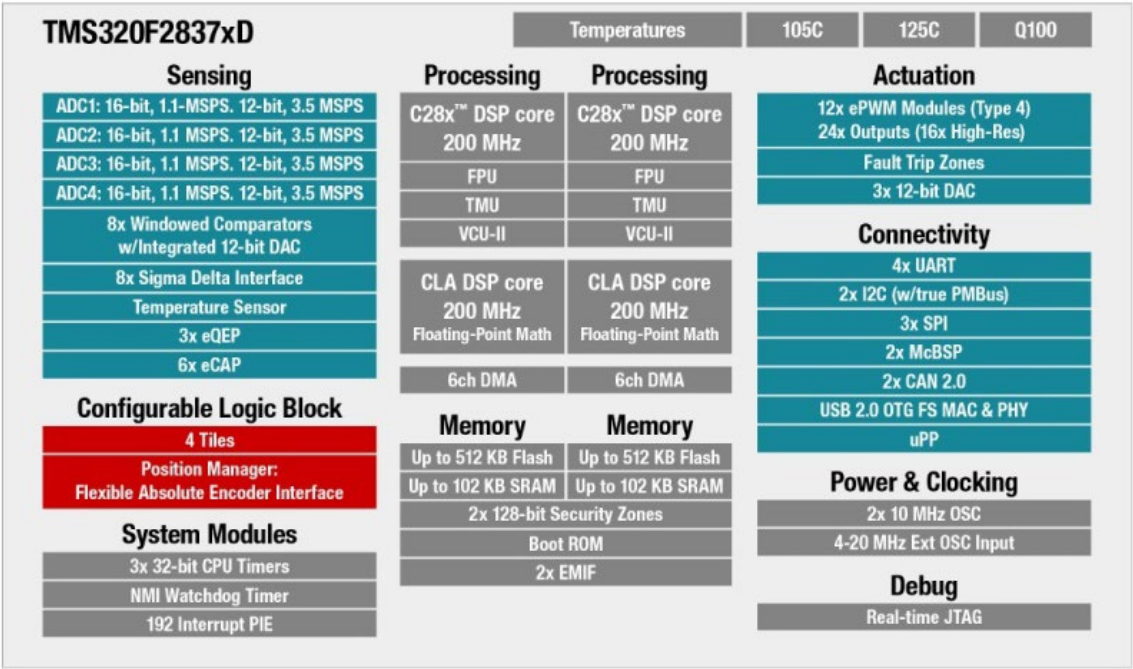 TMS320F2837xD
Temperatures
105C
125C
Q100
Sensing
ADC1: 16-bit, 1.1-MSPS. 12-bit, 3.5 MSPS
ADC2: 16-bit, 1.1 MSPS. 12-bit, 3.5 MSPS
ADC3: 16-bit, 1.1 MSPS. 12-bit, 3.5 MSPS
ADC4: 16-bit, 1.1 MSPS. 12-bit, 3.5 MSPS
8x Windowed Comparators
w/Integrated 12-bit DAC
8x Sigma Delta Interface
Temperature Sensor
3x eQEP
6x eCAP
Configurable Logic Block
4 Tiles
Position Manager:
Flexible Absolute Encoder Interface
System Modules
3x 32-bit CPU Timers
NMI Watchdog Timer
192 Interrupt PIE
Processing
C28x™ DSP core
200 MHz
FPU
TMU
VCU-II
CLA DSP core
200 MHz
Floating-Point Math
6ch DMA
Processing
C28x™ DSP core
200 MHz
FPU
TMU
VCU-II
CLA DSP core
200 MHz
Floating-Point Math
6ch DMA
Memory
Up to 512 KB Flash
Up to 102 KB SRAM
Memory
Up to 512 KB Flash
Up to 102 KB SRAM
2x 128-bit Security Zones
Boot ROM
2x EMIF
Actuation
12x ePWM Modules (Type 4)
24x Outputs (16x High-Res)
Fault Trip Zones
3x 12-bit DAC
Connectivity
4x UART
2x I2C (w/true PMBus)
3x SPI
2x McBSP
2x CAN 2.0
USB 2.0 OTG FS MAC & PHY
uPP
Power & Clocking
2x 10 MHz OSC
4-20 MHz Ext OSC Input
Debug
Real-time JTAG